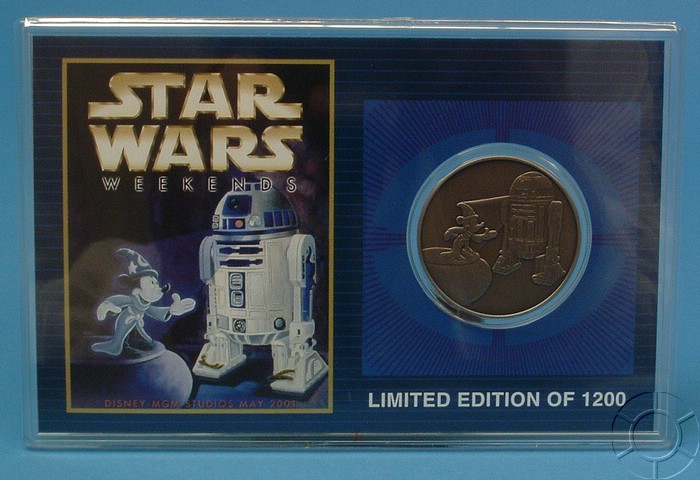 STAR
WARS
WEEKENDS
DISNEY-MGM STUDIOS MAY 2001
LIMITED EDITION OF 1200